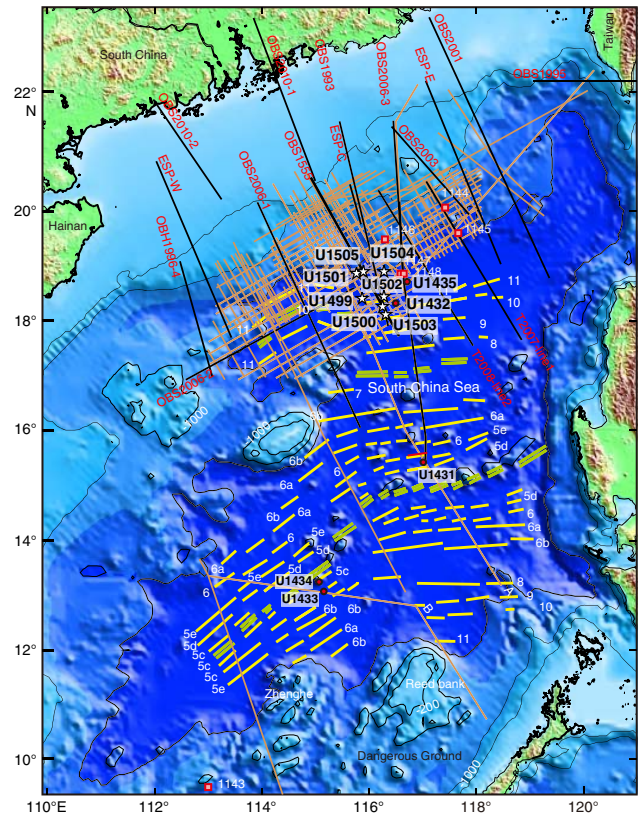 South China
Taiwan
22°
N
20°
18°
16°
14°
12°
10°
110°E
112°
114°
116°
118°
120°
OBS1993
OBS2006-3
ESP-E
OBS2001
OBS2010-2
OBS2003
ESP-C
ESP-W
OBS2006-1
OBH1996-4
Hainan
1144
1145
1146
U1505
U1504
U1501
U1502
1148
U1435
U1499
U1432
U1500
U1503
11
10
9
8
11
10
11
1000
1000
7
South China Sea
6a
5e
5d
6
6b
6a
6b
6
6a
6
U1431
5d
6
6a
6b
5e
5d
5c
5d
5e
6a
6
U1434
U1433
6b
6a
6b
8
9
10
11
A
B
5e
5d
5c
5c
5c
5e
Zhenghe
Reed bank
200
Dangerous Ground
1000
1143